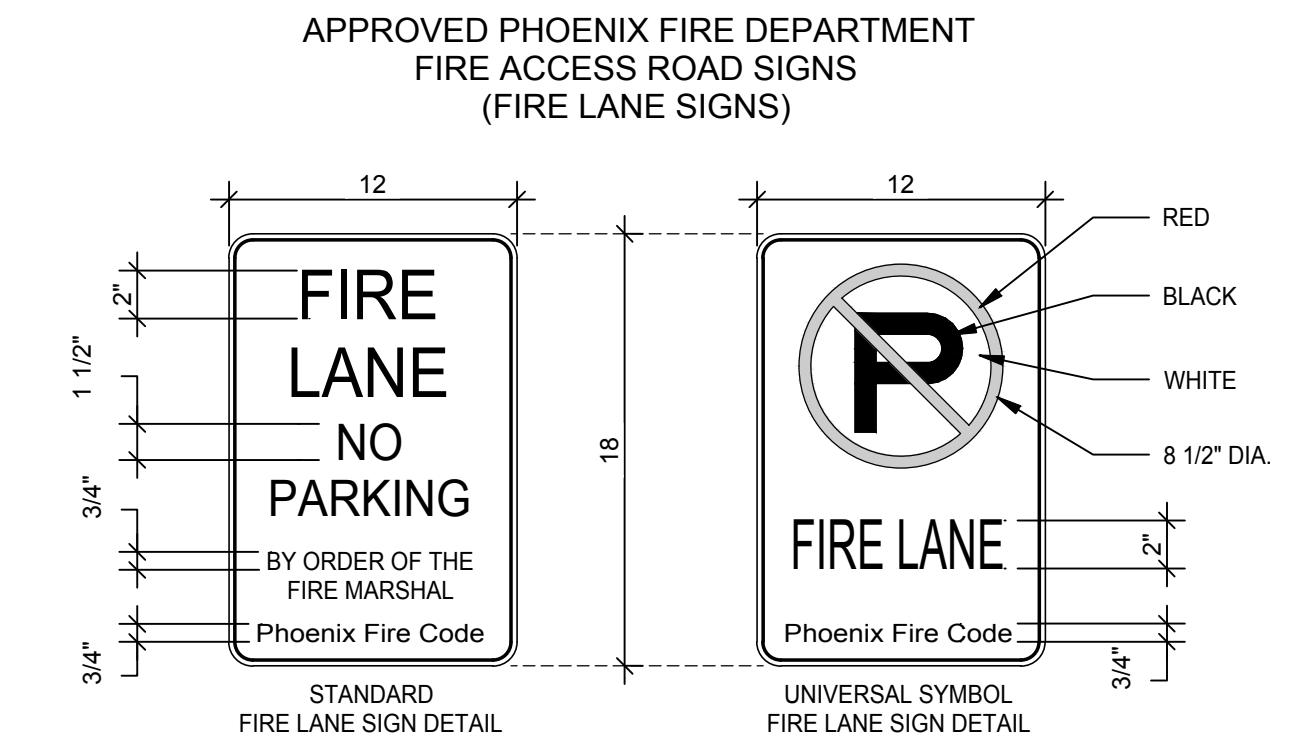 APPROVED PHOENIX FIRE DEPARTMENT
FIRE ACCESS ROAD SIGNS
(FIRE LANE SIGNS)
12
2"
1 1/2"
3/4"
3/4"
FIRE
LANE
NO
PARKING
BY ORDER OF THE
FIRE MARSHAL
Phoenix Fire Code
STANDARD
FIRE LANE SIGN DETAIL
18
12
P
RED
BLACK
WHITE
8 1/2" DIA.
FIRE LANE
2"
Phoenix Fire Code
3/4"
UNIVERSAL SYMBOL
FIRE LANE SIGN DETAIL